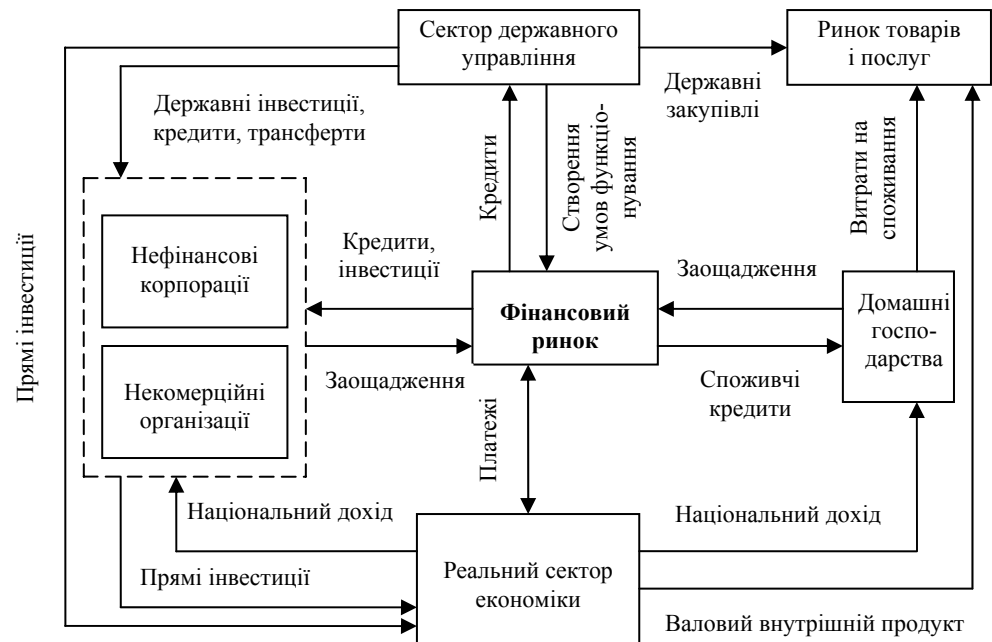 Сектор державного
управління
Ринок товарів
і послуг
Державні інвестиції,
кредити, трансферти
Державні
закупівлі
Кредити
Створення
умов функціо-
нування
Витрати на
споживання
Прямі інвестиції
Нефінансові
корпорації
Кредити,
інвестиції
Фінансовий
ринок
Заощадження
Домашні
госпо-
дарства
Некомерційні
організації
Заощадження
Споживчі
кредити
Платежі
Національний дохід
Національний дохід
Прямі інвестиції
Реальний сектор
економіки
Валовий внутрішній продукт